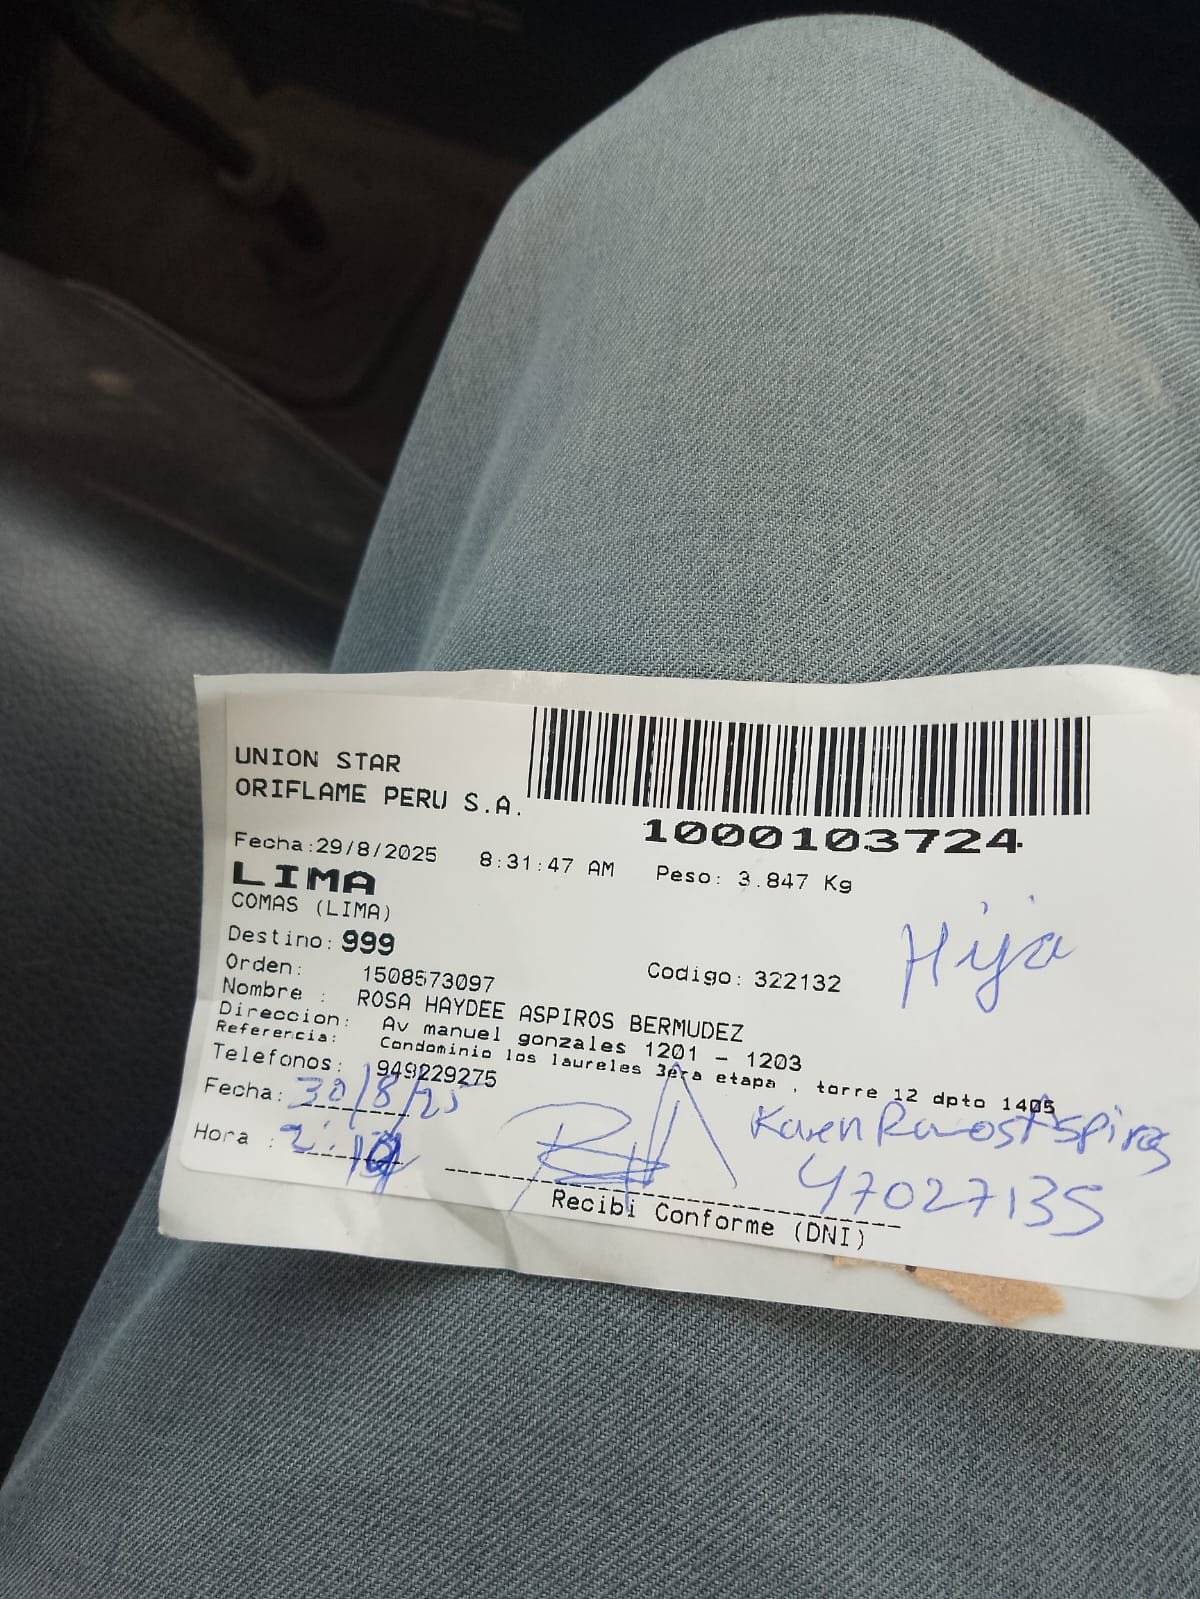 UNION STAR
ORIFLAME PERU S.A.
1000103724
Fecha:29/8/2025 8:31:47 AM Peso: 3.847 Kg
LIMA
COMAS (LIMA)
Hija
Destino: 999
Orden: 1508573097 Codigo: 322132
Nombre : ROSA HAYDEE ASPIROS BERMUDEZ
Direccion: Av manuel gonzales 1201 - 1203
Referencia: Condominio los laureles 3era etapa , torre 12 dpto 1405
Telefonos: 949229275
Fecha: 30/8/25
Karen Ramos Aspiros
Hora :
47027135
Recibi Conforme (DNI)